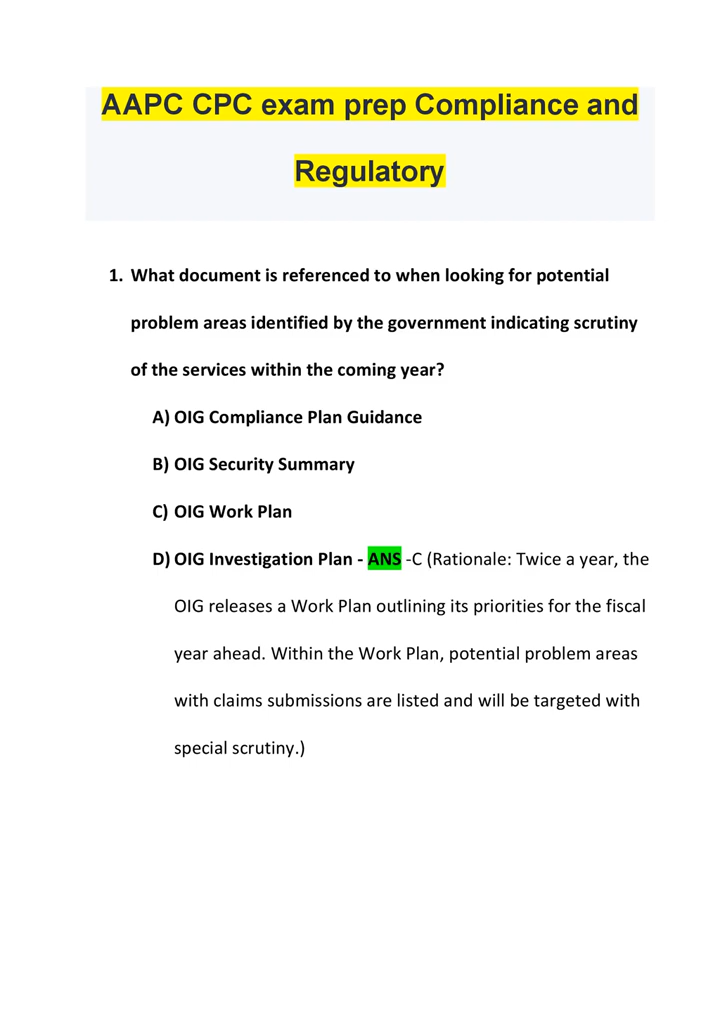 AAPC CPC exam prep Compliance and
Regulatory
1. What document is referenced to when looking for potential
problem areas identified by the government indicating scrutiny
of the services within the coming year?
A) OIG Compliance Plan Guidance
B) OIG Security Summary
C) OIG Work Plan
D) OIG Investigation Plan - ANS -C (Rationale: Twice a year, the
OIG releases a Work Plan outlining its priorities for the fiscal
year ahead. Within the Work Plan, potential problem areas
with claims submissions are listed and will be targeted with
special scrutiny.)